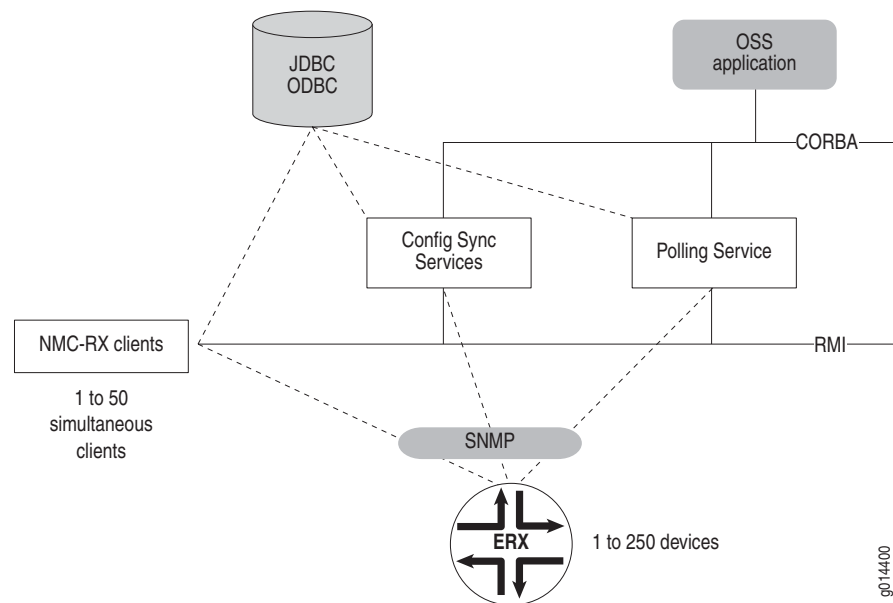 JDBC
ODBC
OSS
application
CORBA
Config Sync
Services
Polling Service
NMC-RX clients
RMI
1 to 50
simultaneous
clients
SNMP
ERX
1 to 250 devices
g014400